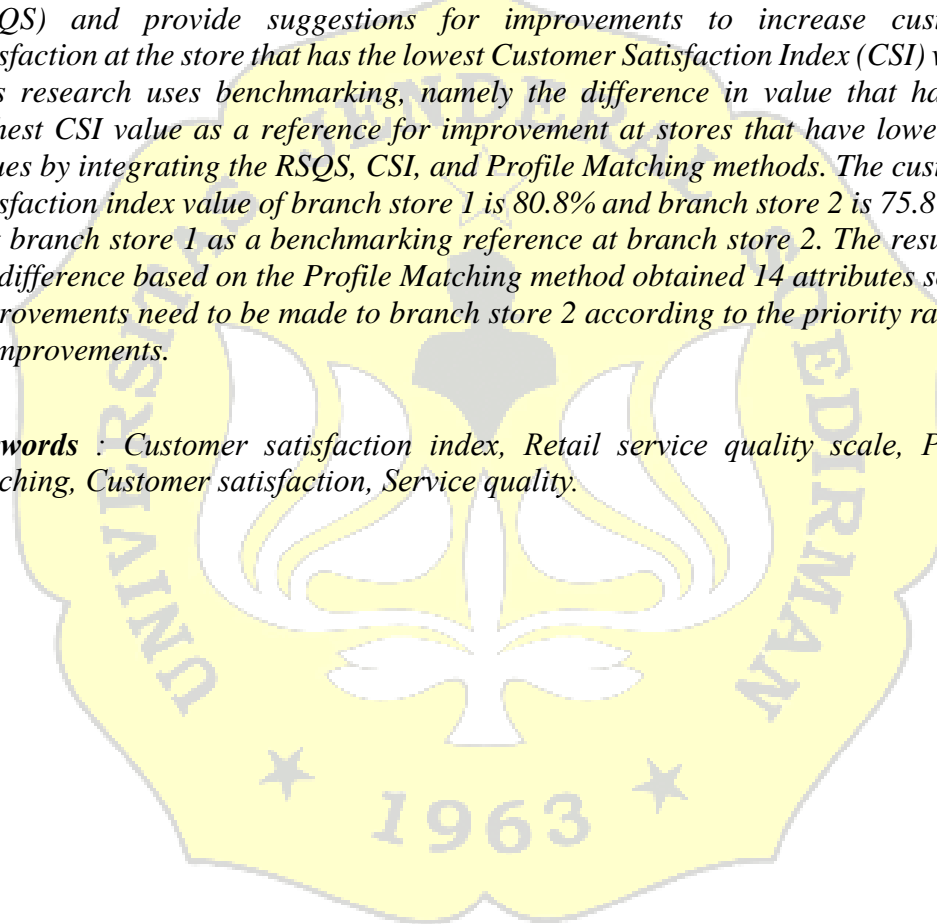 QS) and provide suggestions for improvements to increase cust
sfaction at the store that has the lowest Customer Satisfaction Index (CSI) v
s research uses benchmarking, namely the difference in value that ha
hest CSI value as a reference for improvement at stores that have lowe
ues by integrating the RSQS, CSI, and Profile Matching methods. The cust
sfaction index value of branch store 1 is 80.8% and branch store 2 is 75.8
branch store 1 as a benchmarking reference at branch store 2. The resu
difference based on the Profile Matching method obtained 14 attributes s
rovements need to be made to branch store 2 according to the priority ra
mprovements.
words : Customer satisfaction index, Retail service quality scale, P
ching, Customer satisfaction, Service quality.
UNIVERSITAS JENDERAL SOEDIRMAN
1963